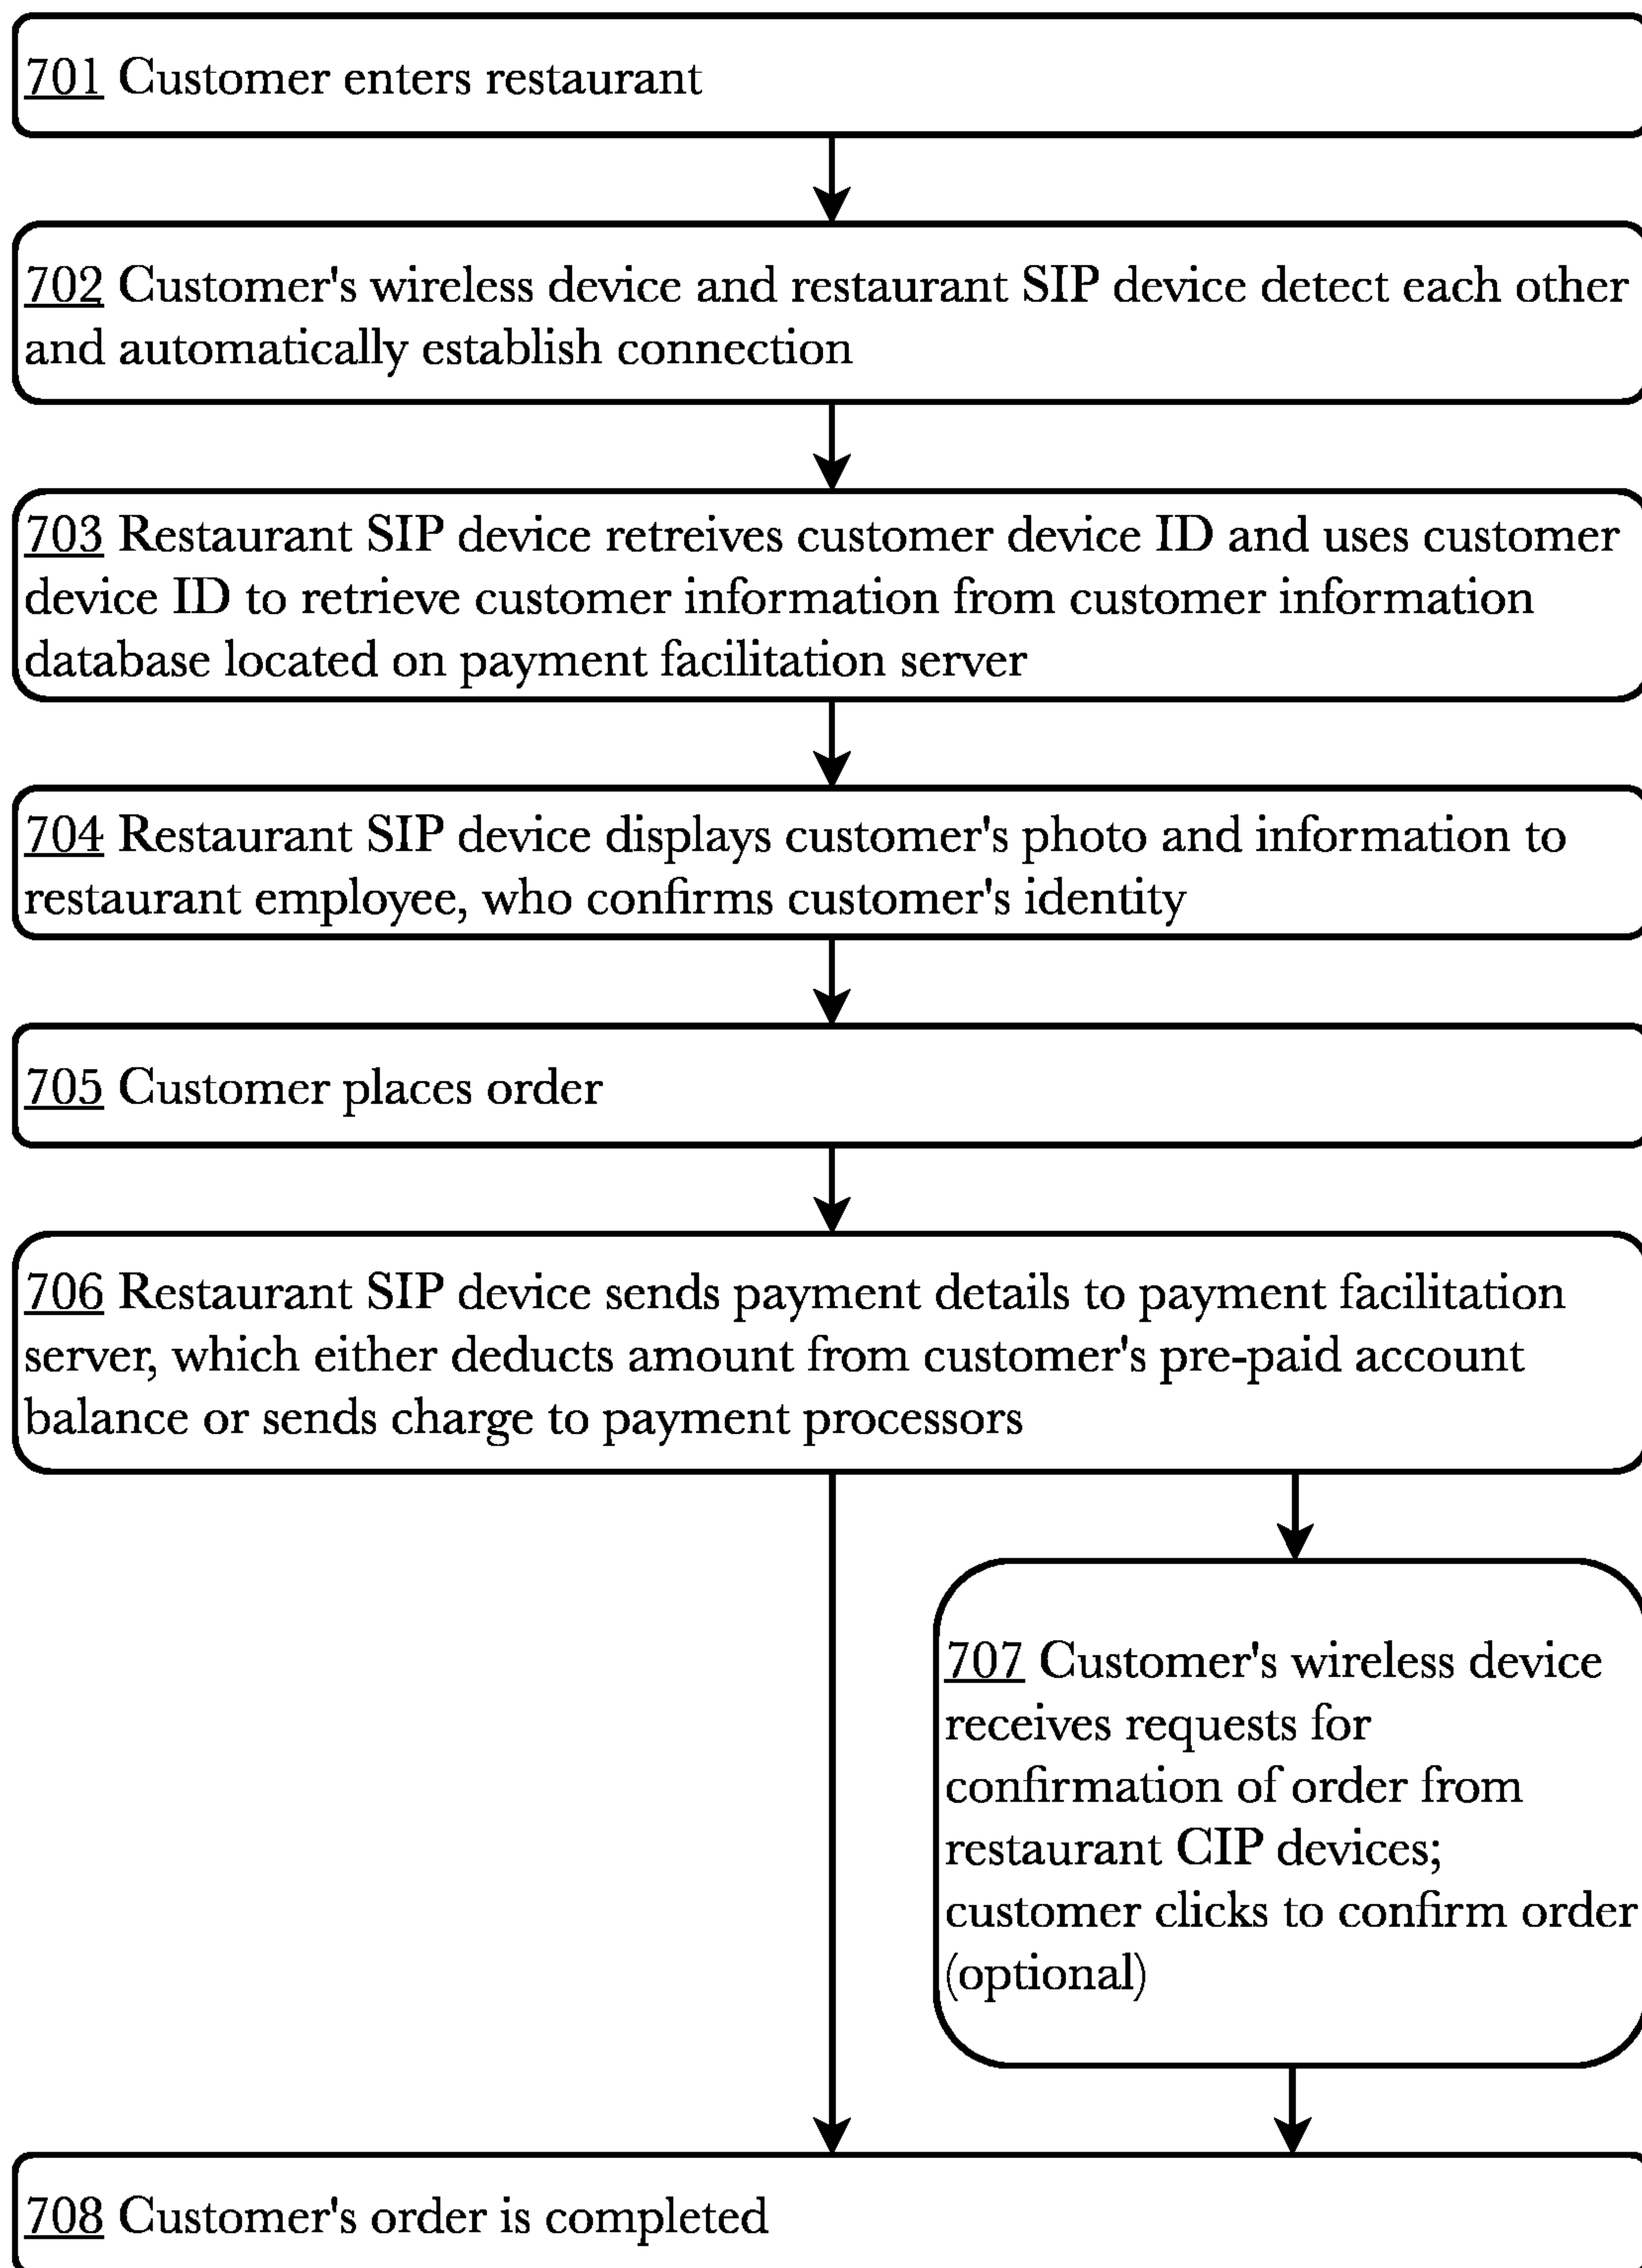 701 Customer enters restaurant
702 Customer's wireless device and restaurant SIP device detect each other
and automatically establish connection
703 Restaurant SIP device retreives customer device ID and uses customer
device ID to retrieve customer information from customer information
database located on payment facilitation server
704 Restaurant SIP device displays customer's photo and information to
restaurant employee, who confirms customer's identity
705 Customer places order
706 Restaurant SIP device sends payment details to payment facilitation
server, which either deducts amount from customer's pre-paid account
balance or sends charge to payment processors
707 Customer's wireless device
receives requests for
confirmation of order from
restaurant CIP devices;
customer clicks to confirm order
(optional)
708 Customer's order is completed